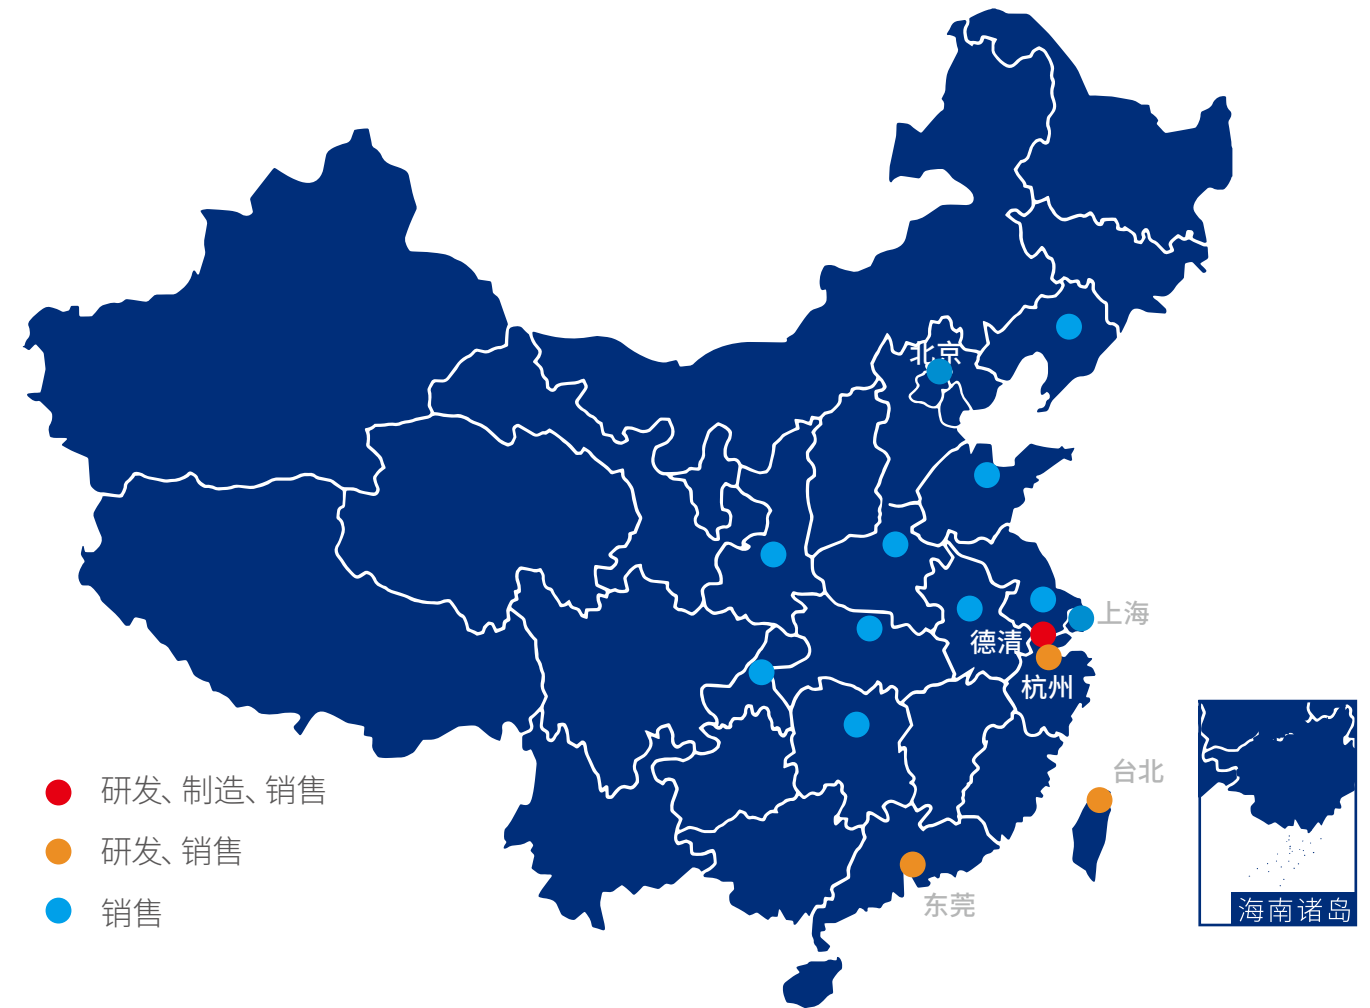 北京
上海
德清
杭州
台北
东莞
研发、制造、销售
研发、销售
销售
海南诸岛